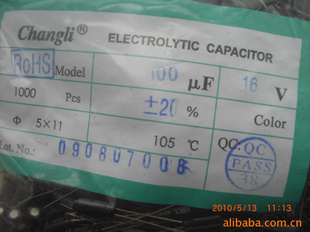 Changli® ELECTROLYTIC CAPACITOR
RoHS Model 100 μF 16 V
1000 Pcs ±20 % Color
Φ 5×11 105 ℃ QC: QC PASS
Lot. No.: 090807008
2010/5/13 11:13
alibaba.com.cn